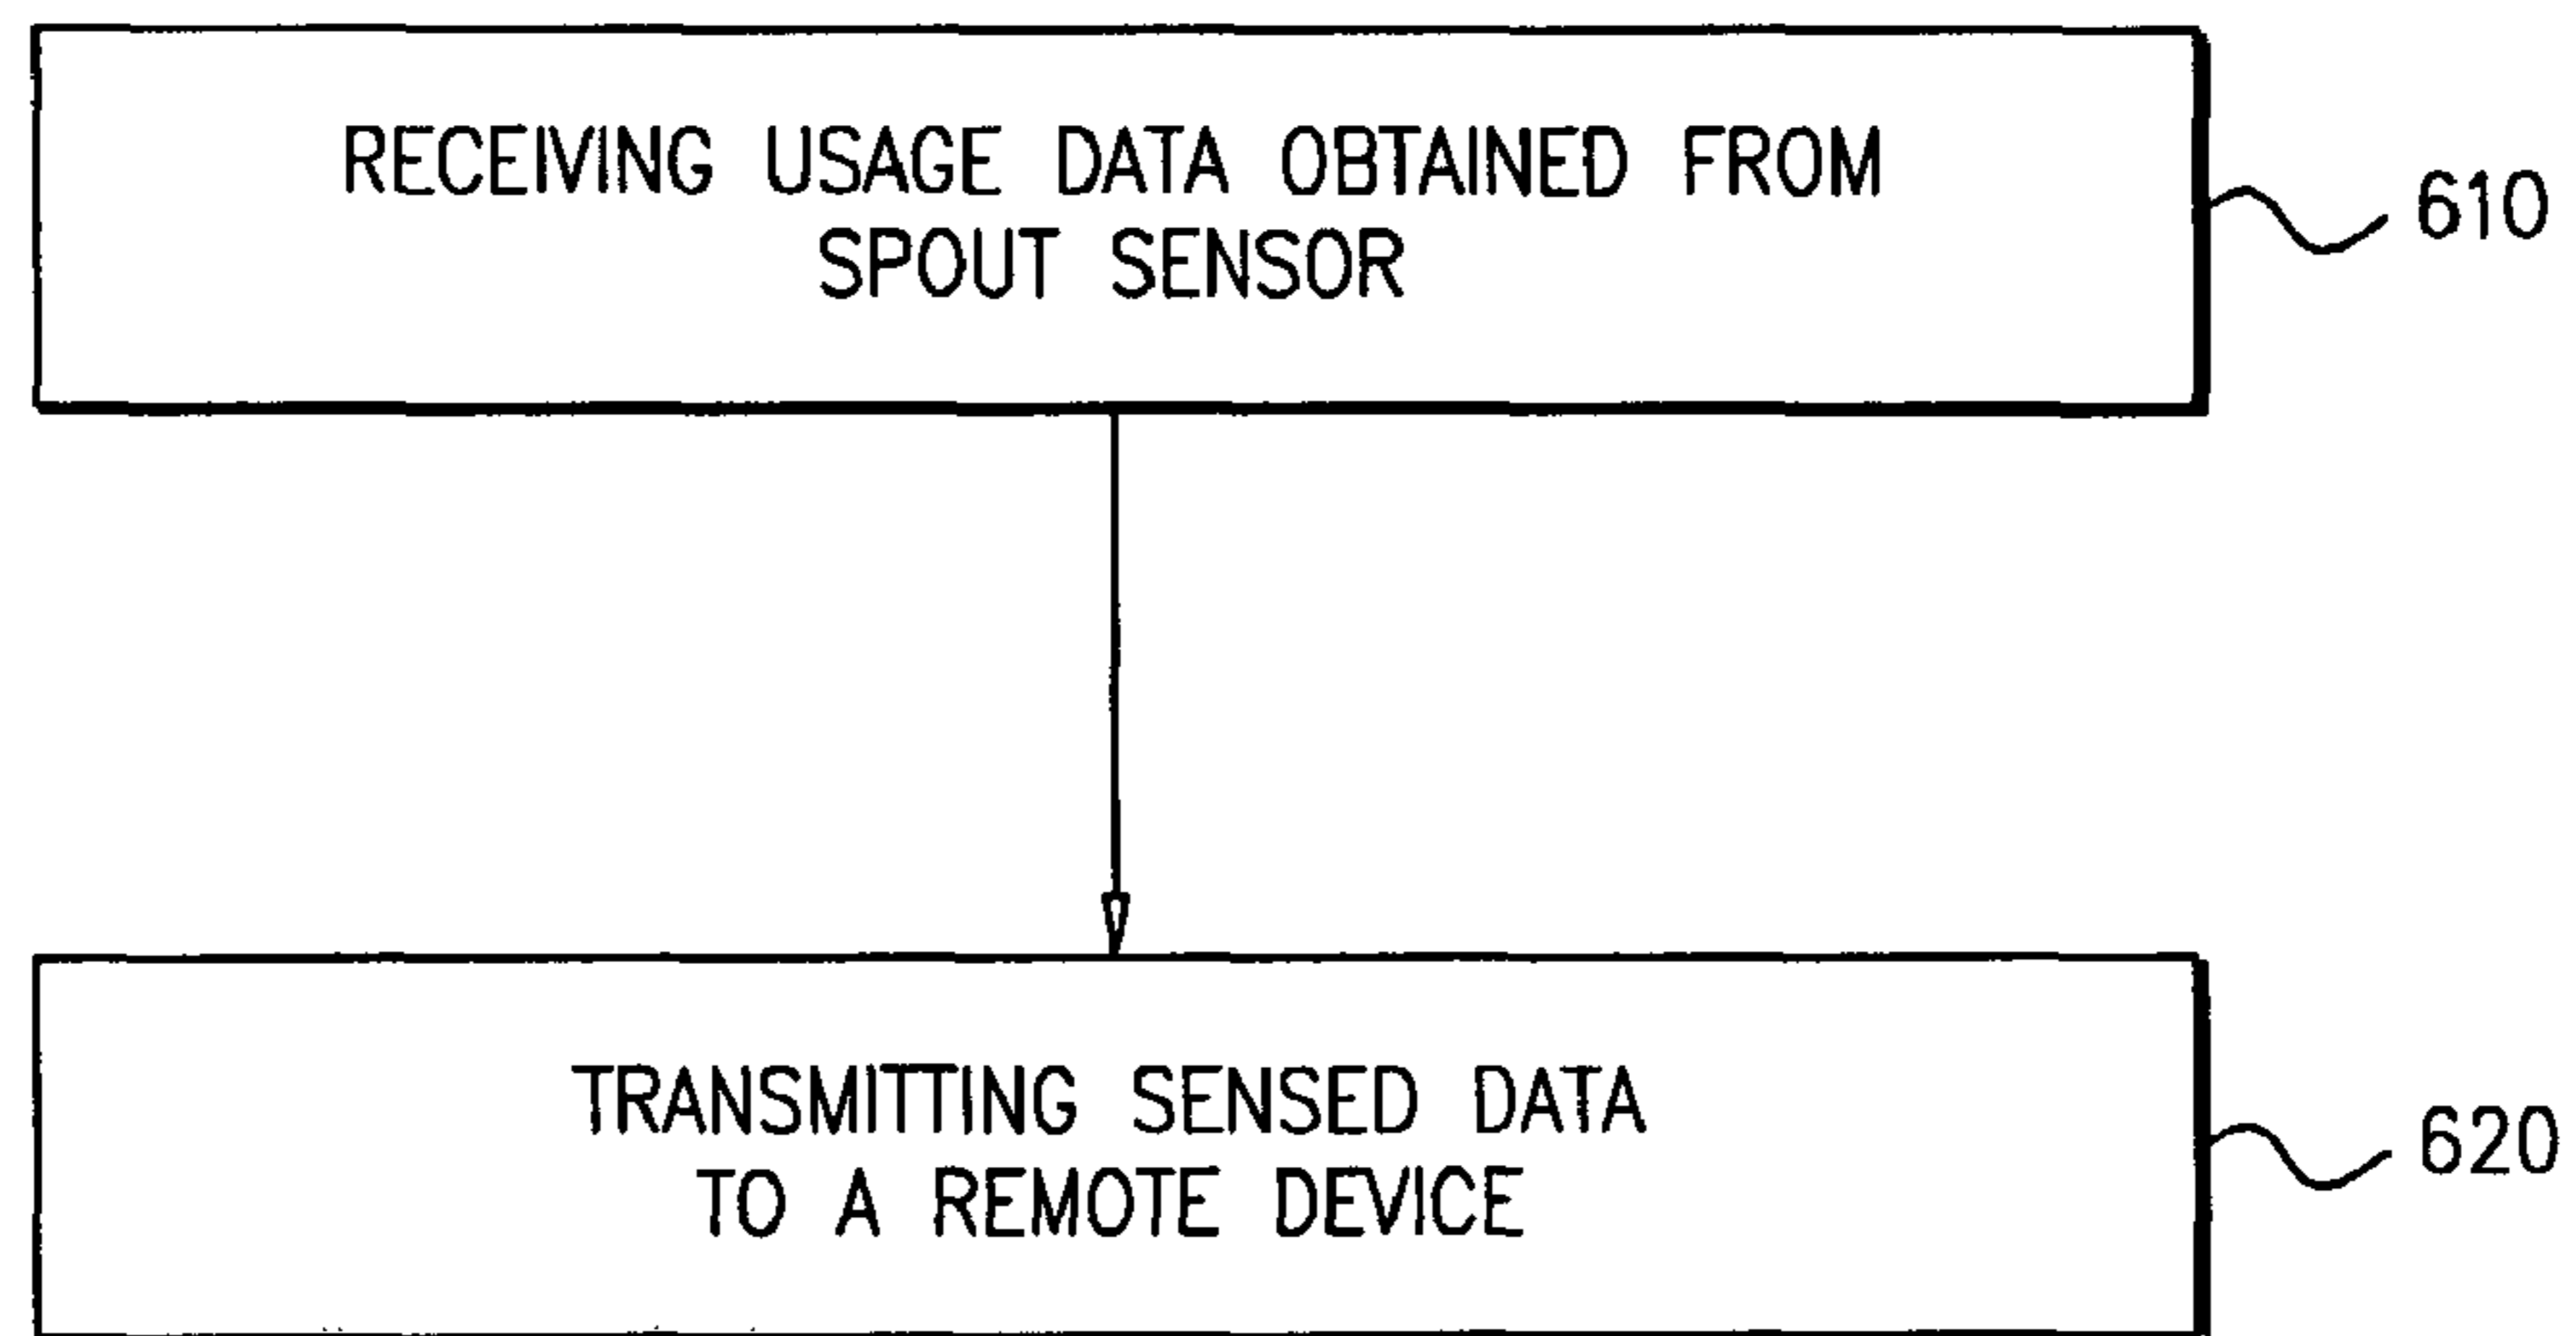 RECEIVING USAGE DATA OBTAINED FROM
SPOUT SENSOR
610
TRANSMITTING SENSED DATA
TO A REMOTE DEVICE
620